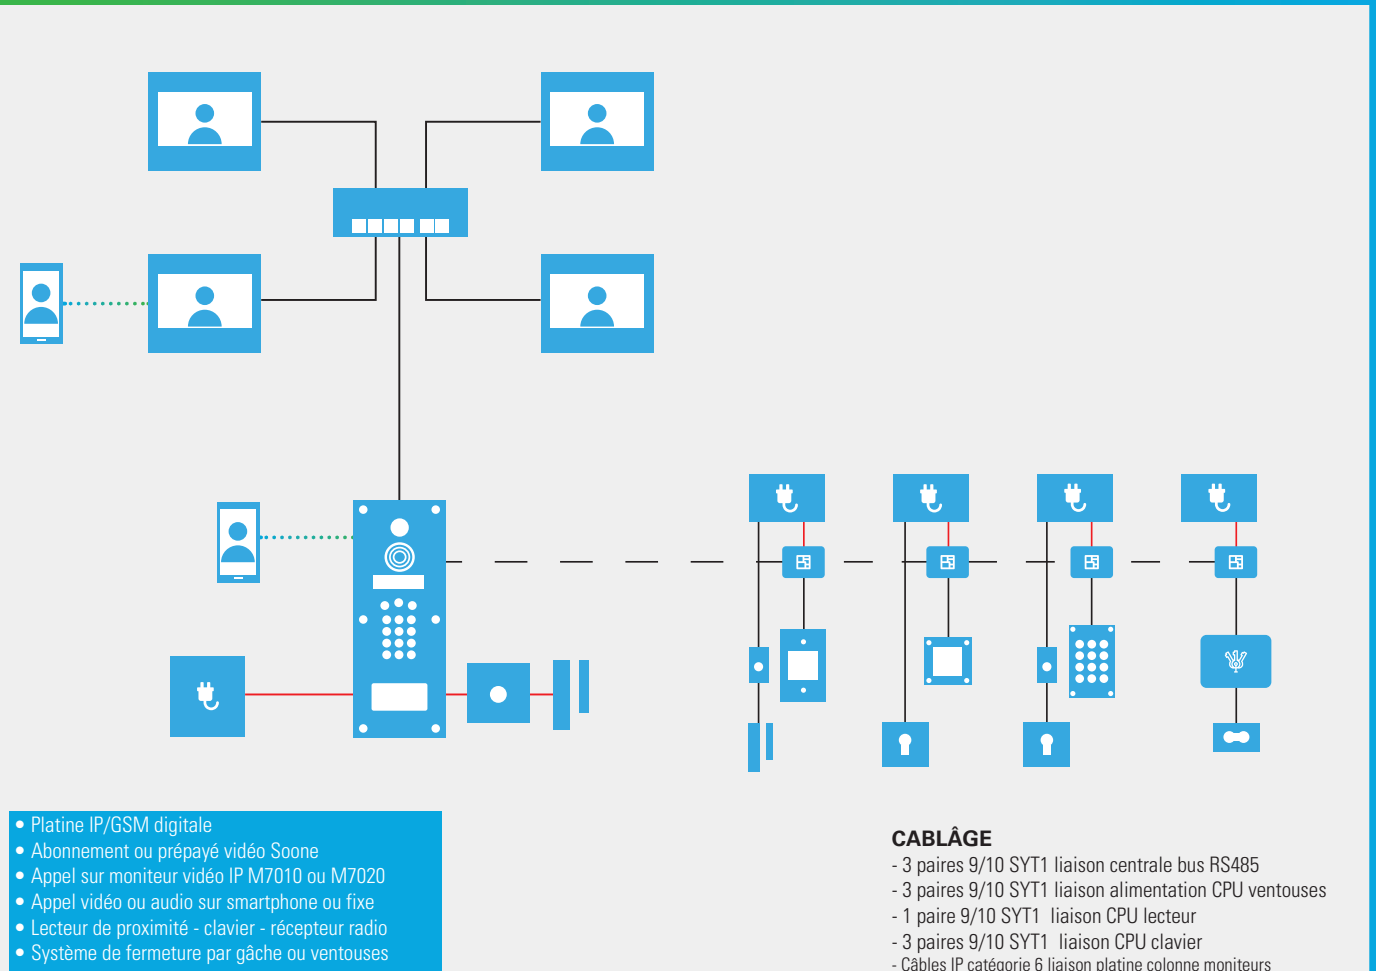 • Platine IP/GSM digitale
• Abonnement ou prépayé vidéo Soone
• Appel sur moniteur vidéo IP M7010 ou M7020
• Appel vidéo ou audio sur smartphone ou fixe
• Lecteur de proximité - clavier - récepteur radio
• Système de fermeture par gâche ou ventouses
CABLÂGE
- 3 paires 9/10 SYT1 liaison centrale bus RS485
- 3 paires 9/10 SYT1 liaison alimentation CPU ventouses
- 1 paire 9/10 SYT1 liaison CPU lecteur
- 3 paires 9/10 SYT1 liaison CPU clavier
- Câbles IP catégorie 6 liaison platine colonne moniteurs